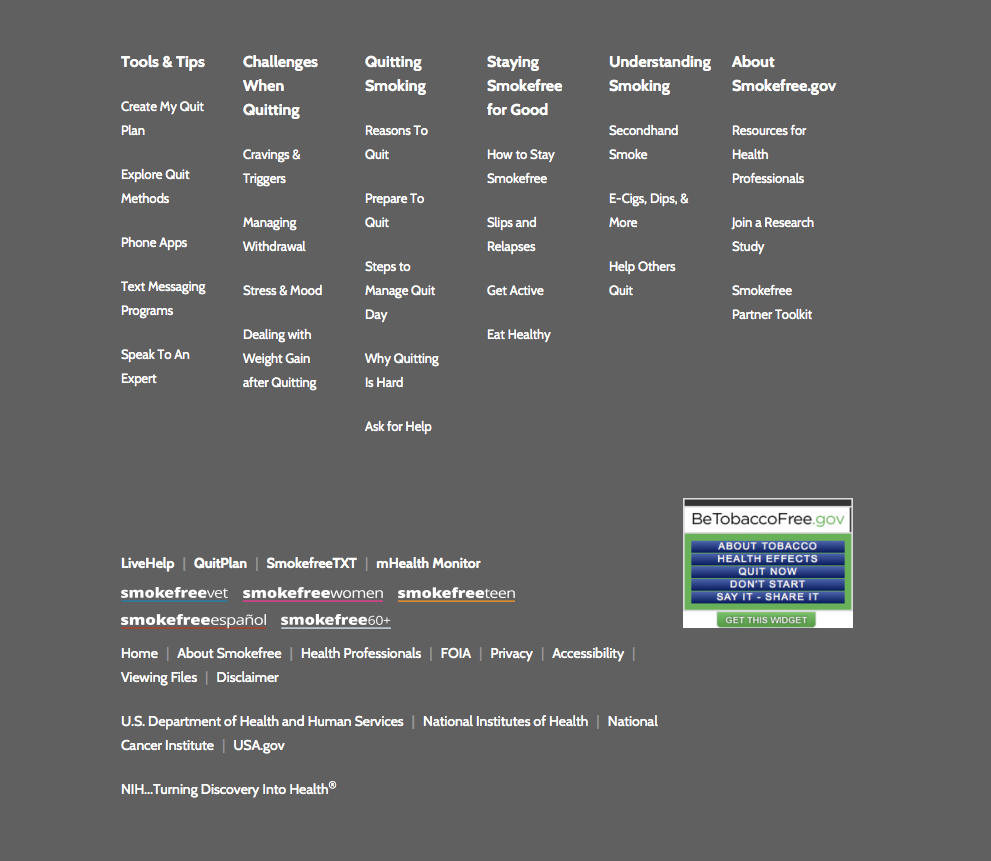 Tools & Tips
Create My Quit
Plan
Explore Quit
Methods
Phone Apps
Text Messaging
Programs
Speak To An
Expert
Challenges
When
Quitting
Cravings &
Triggers
Managing
Withdrawal
Stress & Mood
Dealing with
Weight Gain
after Quitting
Quitting
Smoking
Reasons To
Quit
Prepare To
Quit
Steps to
Manage Quit
Day
Why Quitting
Is Hard
Ask for Help
Staying
Smokefree
for Good
How to Stay
Smokefree
Slips and
Relapses
Get Active
Eat Healthy
Understanding
Smoking
Secondhand
Smoke
E-Cigs, Dips, &
More
Help Others
Quit
About
Smokefree.gov
Resources for
Health
Professionals
Join a Research
Study
Smokefree
Partner Toolkit
LiveHelp | QuitPlan | SmokefreeTXT | mHealth Monitor
smokefreevet smokefreewomen smokefreeteen
smokefreeespañol smokefree60+
Home | About Smokefree | Health Professionals | FOIA | Privacy | Accessibility |
Viewing Files | Disclaimer
U.S. Department of Health and Human Services | National Institutes of Health | National
Cancer Institute | USA.gov
NIH...Turning Discovery Into Health®
BeTobaccoFree.gov
ABOUT TOBACCO
HEALTH EFFECTS
QUIT NOW
DON'T START
SAY IT - SHARE IT
GET THIS WIDGET